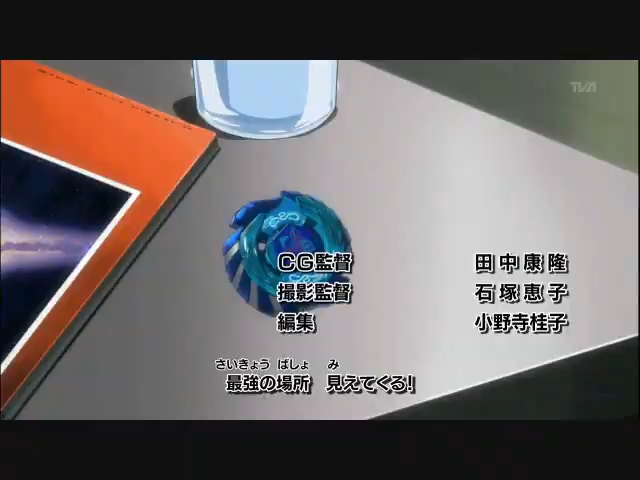 TVA
CG監督 田中康隆
撮影監督 石塚恵子
編集 小野寺桂子
さいきょう ばしょ み
最強の場所 見えてくる!